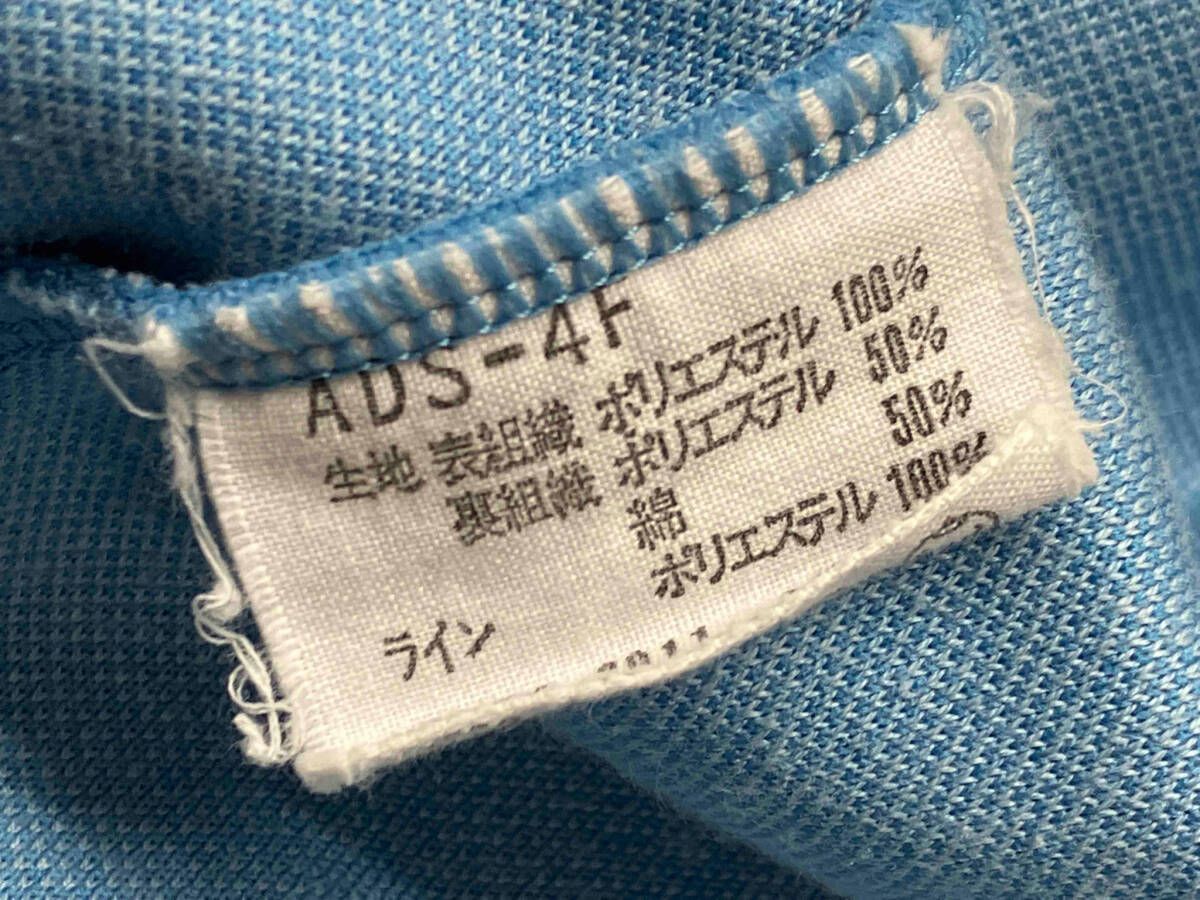 ADS-4F
生地 表組織 ポリエステル 100%
裏組織 ポリエステル 50%
綿 50%
ライン ポリエステル 100%